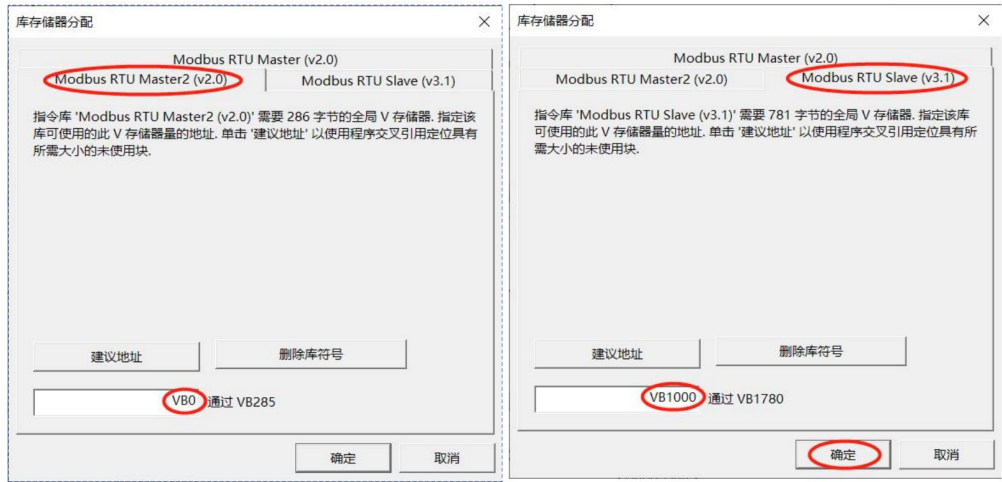 库存储器分配
Modbus RTU Master (v2.0)
Modbus RTU Master2 (v2.0)
Modbus RTU Slave (v3.1)
指令库 'Modbus RTU Master2 (v2.0)' 需要 286 字节的全局 V 存储器. 指定该
库可使用的此 V 存储器量的地址. 单击 '建议地址' 以使用程序交叉引用定位具有
所需大小的未使用块.
建议地址
删除库符号
VB0 通过 VB285
确定
取消
库存储器分配
Modbus RTU Master (v2.0)
Modbus RTU Master2 (v2.0)
Modbus RTU Slave (v3.1)
指令库 'Modbus RTU Slave (v3.1)' 需要 781 字节的全局 V 存储器. 指定该库
可使用的此 V 存储器量的地址. 单击 '建议地址' 以使用程序交叉引用定位具有所
需大小的未使用块.
建议地址
删除库符号
VB1000 通过 VB1780
确定
取消